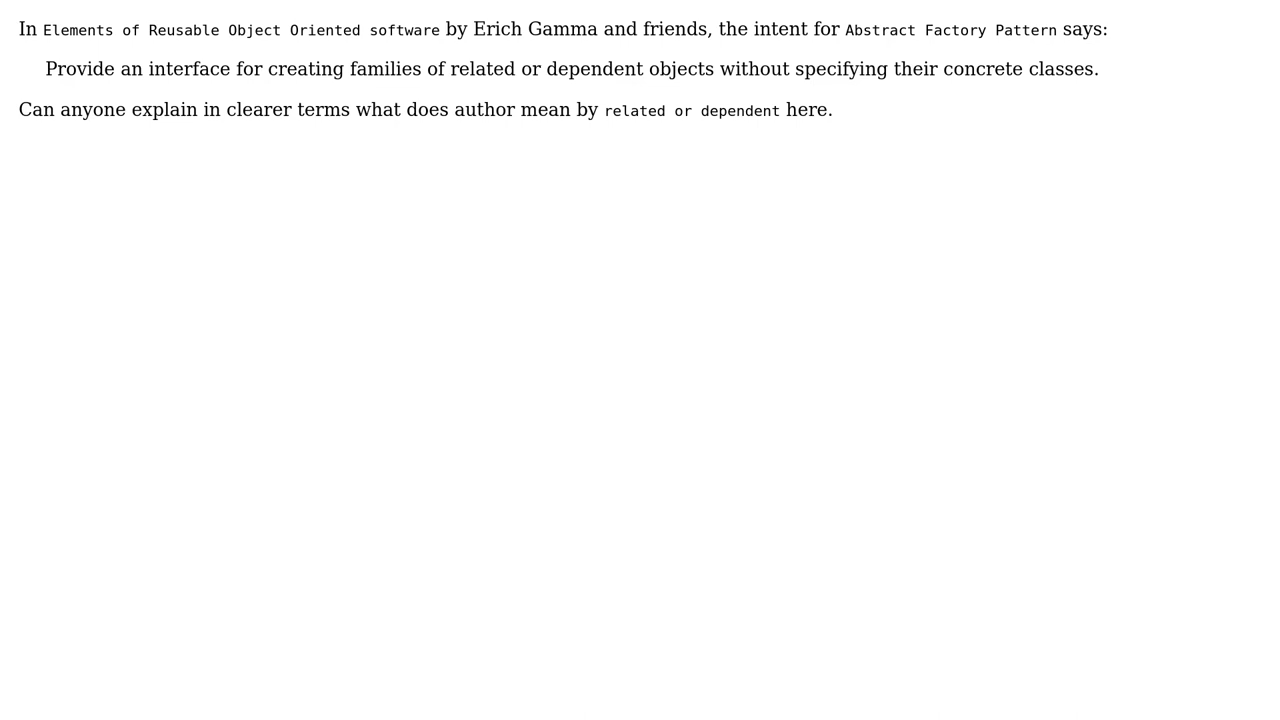 In Elements of Reusable Object Oriented software by Erich Gamma and friends, the intent for Abstract Factory Pattern says:
Provide an interface for creating families of related or dependent objects without specifying their concrete classes.
Can anyone explain in clearer terms what does author mean by related or dependent here.